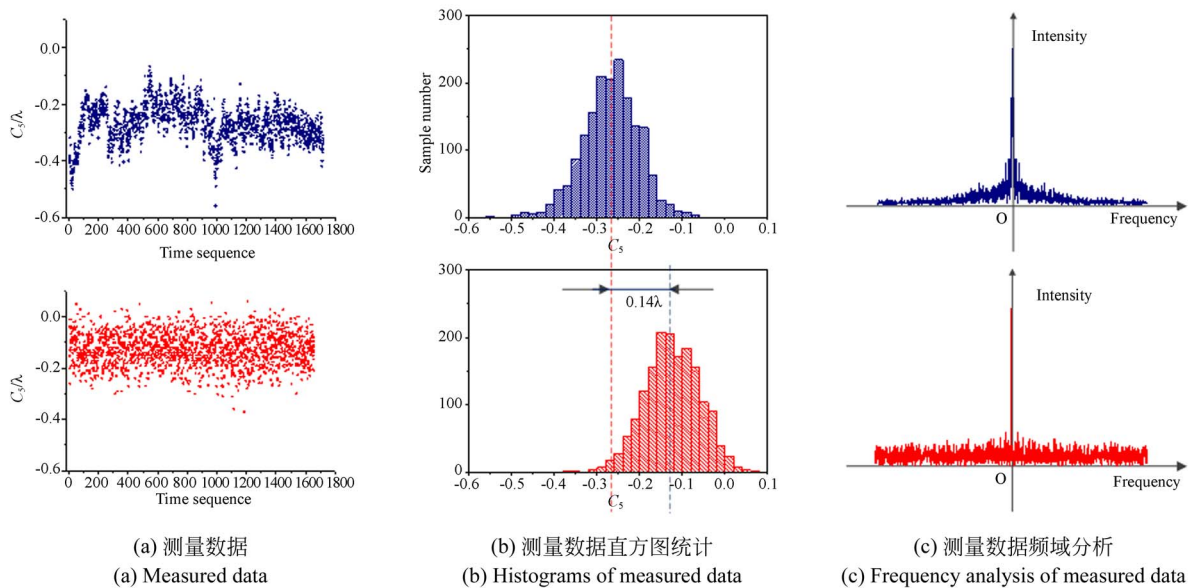 0.0
-0.2
-0.4
-0.6
C5/λ
0 200 400 600 800 1000 1200 1400 1600 1800
Time sequence
300
200
100
0
Sample number
-0.6 -0.5 -0.4 -0.3 -0.2 -0.1 0.0 0.1
C5
Intensity
O
Frequency
0.0
-0.2
-0.4
-0.6
C5/λ
0 200 400 600 800 1000 1200 1400 1600 1800
Time sequence
300
200
100
0
0.14λ
-0.6 -0.5 -0.4 -0.3 -0.2 -0.1 0.0 0.1
C5
Intensity
O
Frequency
(a) 测量数据
(a) Measured data
(b) 测量数据直方图统计
(b) Histograms of measured data
(c) 测量数据频域分析
(c) Frequency analysis of measured data